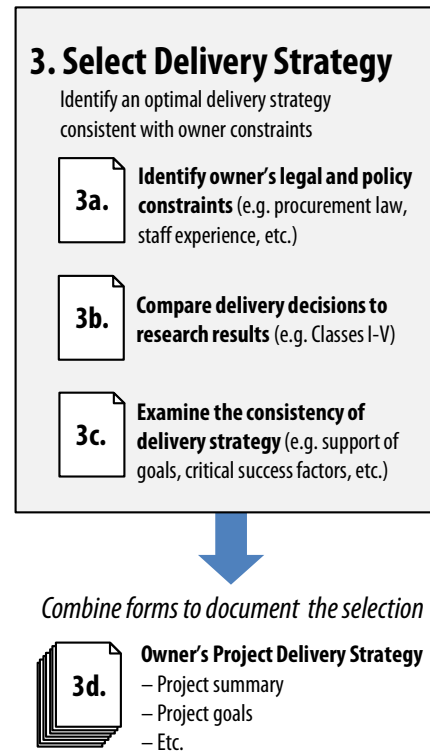 3. Select Delivery Strategy
Identify an optimal delivery strategy
consistent with owner constraints
3a.
Identify owner's legal and policy
constraints (e.g. procurement law,
staff experience, etc.)
3b.
Compare delivery decisions to
research results (e.g. Classes I-V)
3c.
Examine the consistency of
delivery strategy (e.g. support of
goals, critical success factors, etc.)
Combine forms to document the selection
3d.
Owner's Project Delivery Strategy
– Project summary
– Project goals
– Etc.